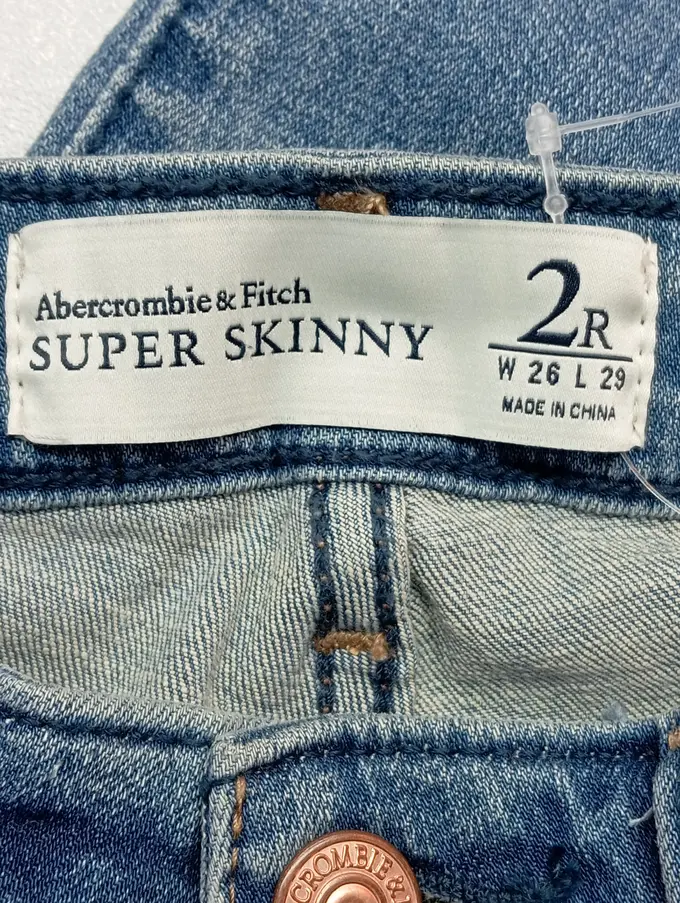 Abercrombie & Fitch
SUPER SKINNY
2R
W 26 L 29
MADE IN CHINA
CROMBIE &